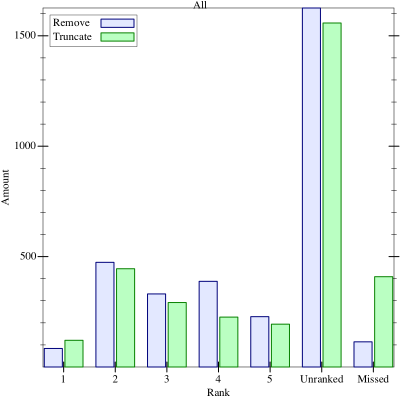 All
Remove
Truncate
1500
1000
500
Amount
1 2 3 4 5 Unranked Missed
Rank